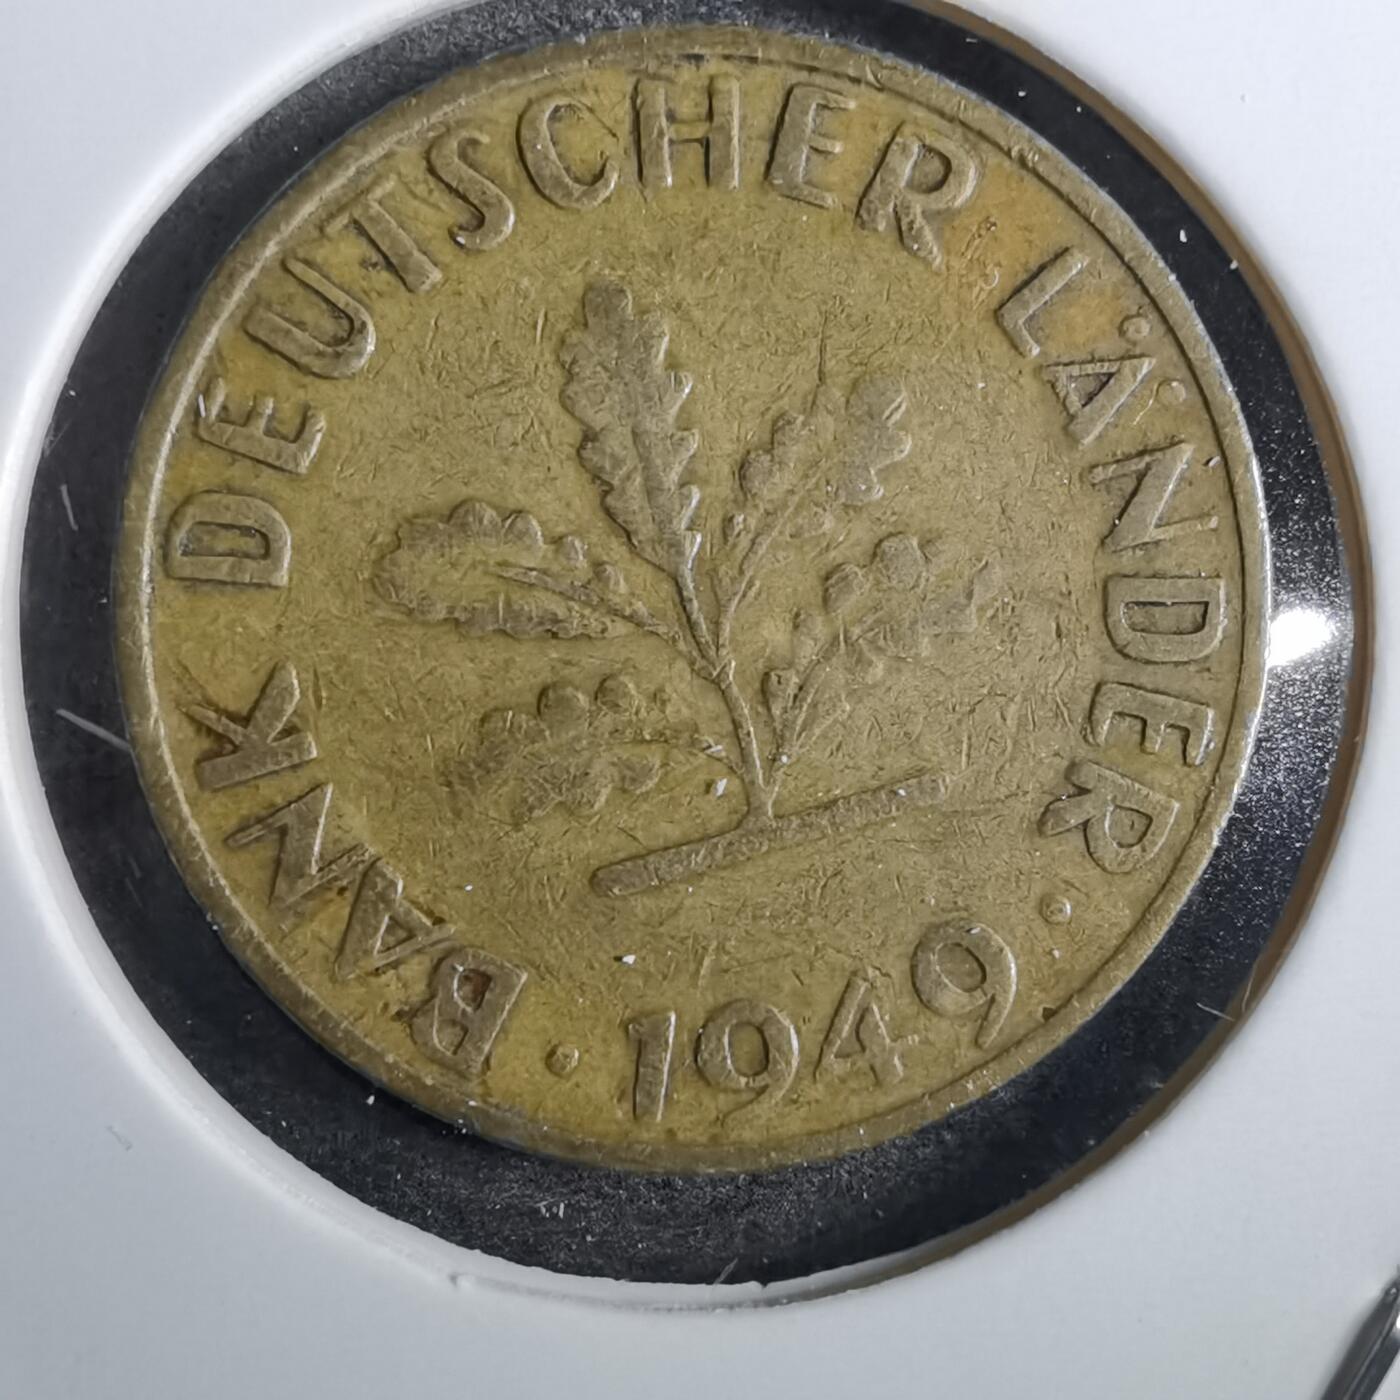 BANK DEUTSCHER LÄNDER
· 1949 ·